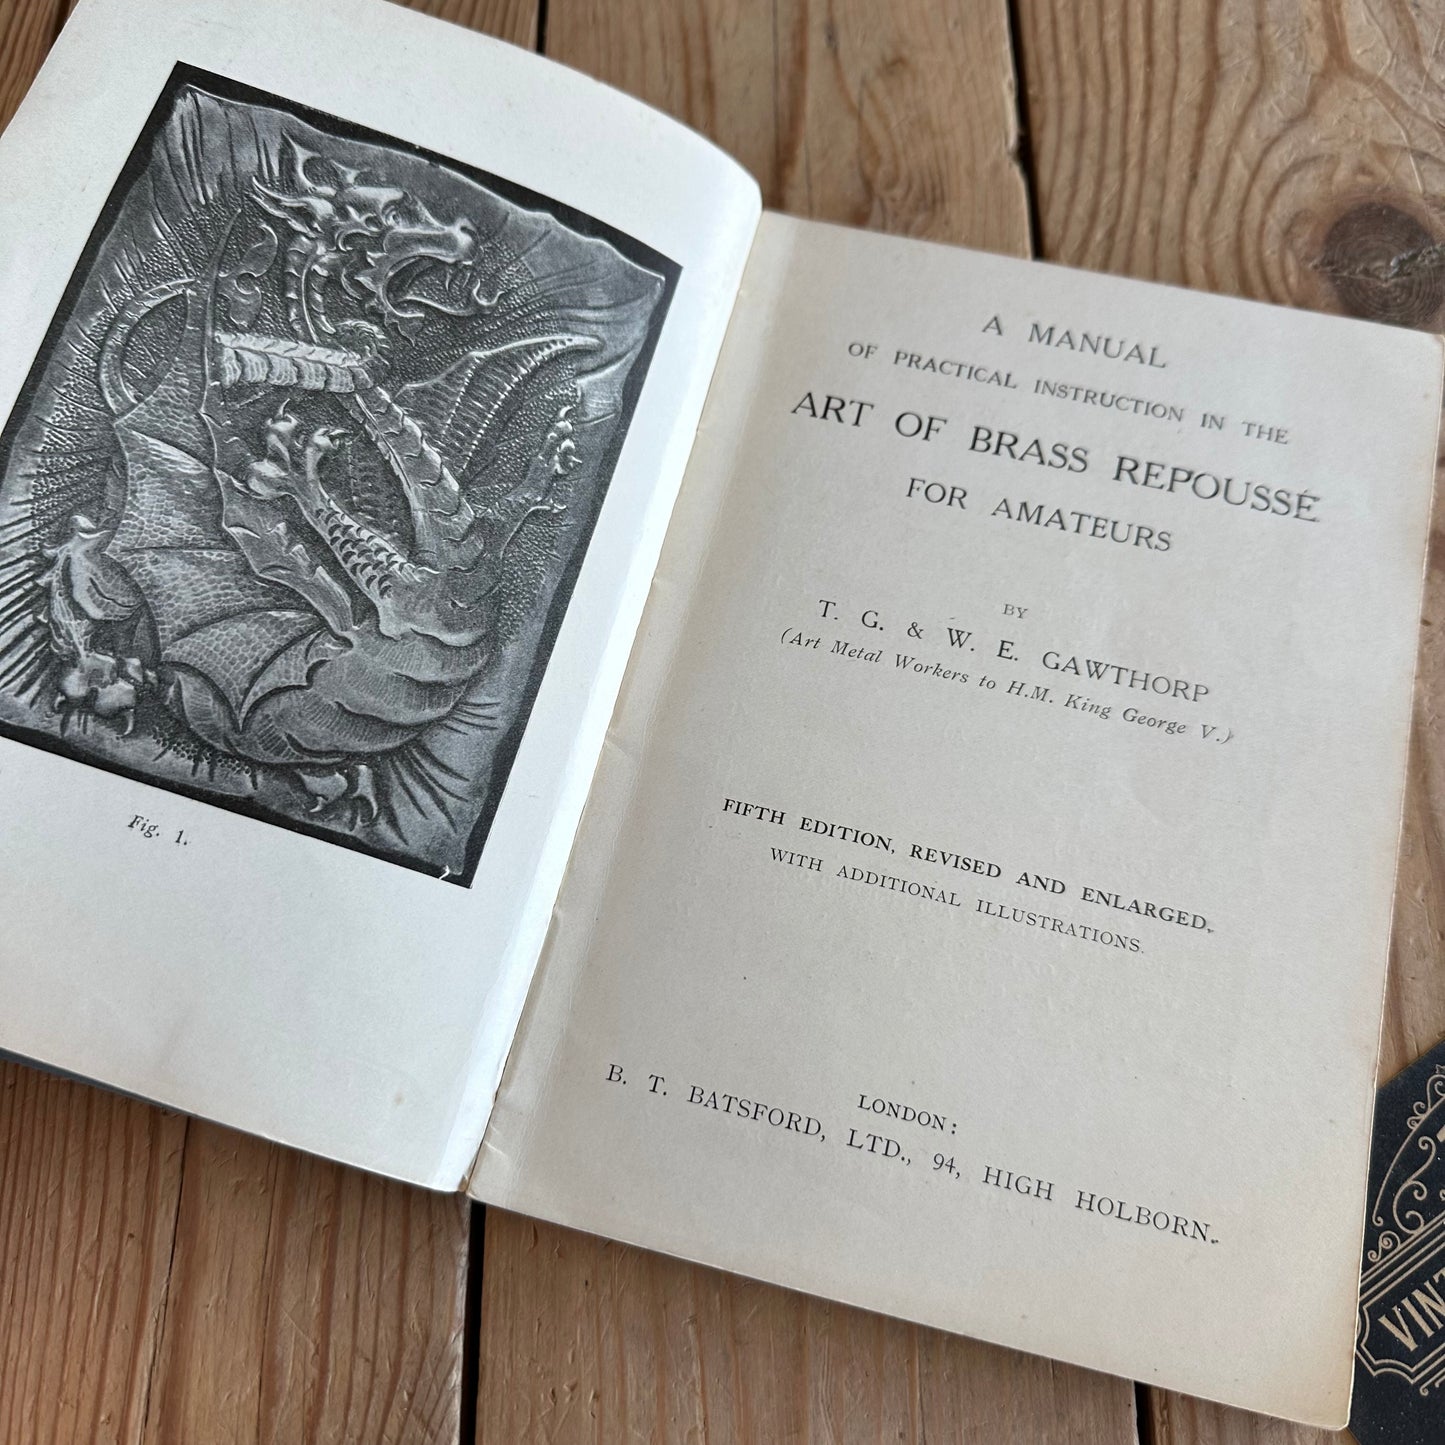 Fig. 1.
A MANUAL
OF PRACTICAL INSTRUCTION IN THE
ART OF BRASS REPOUSSÉ
FOR AMATEURS
BY
T. G. & W. E. GAWTHORP
(Art Metal Workers to H.M. King George V.)
FIFTH EDITION, REVISED AND ENLARGED,
WITH ADDITIONAL ILLUSTRATIONS.
LONDON:
B. T. BATSFORD, LTD., 94, HIGH HOLBORN.